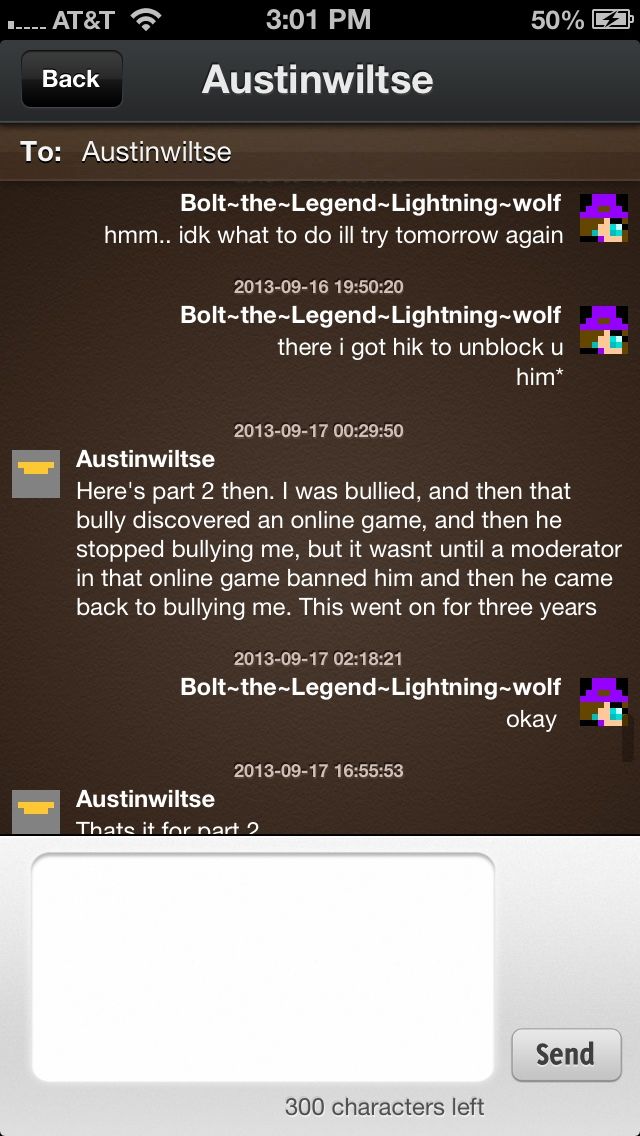 AT&T 3:01 PM 50%
Back Austinwiltse
To: Austinwiltse
Bolt~the~Legend~Lightning~wolf
hmm.. idk what to do ill try tomorrow again
2013-09-16 19:50:20
Bolt~the~Legend~Lightning~wolf
there i got hik to unblock u
him*
2013-09-17 00:29:50
Austinwiltse
Here's part 2 then. I was bullied, and then that
bully discovered an online game, and then he
stopped bullying me, but it wasnt until a moderator
in that online game banned him and then he came
back to bullying me. This went on for three years
2013-09-17 02:18:21
Bolt~the~Legend~Lightning~wolf
okay
2013-09-17 16:55:53
Austinwiltse
Thats it for part 2
Send
300 characters left